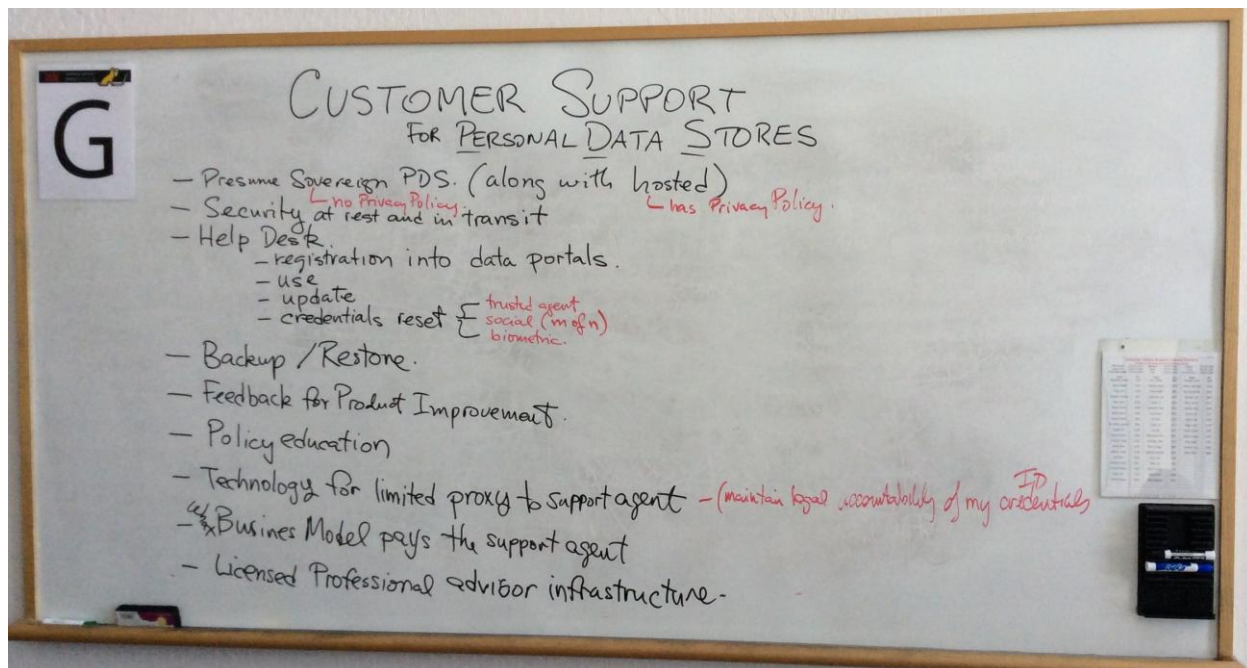 G
CUSTOMER SUPPORT
FOR PERSONAL DATA STORES
— Presume Sovereign PDS. (along with hosted)
no Privacy Policy.
has Privacy Policy.
— Security at rest and in transit
— Help Desk.
- registration into data portals.
- use
- update
- credentials reset
trusted agent
social (m of n)
biometric.
— Backup / Restore.
— Feedback for Product Improvement.
— Policy education
— Technology for limited proxy to support agent - (maintain legal accountability of my ID credentials
— Busines Model pays the support agent
— Licensed Professional advisor infrastructure-